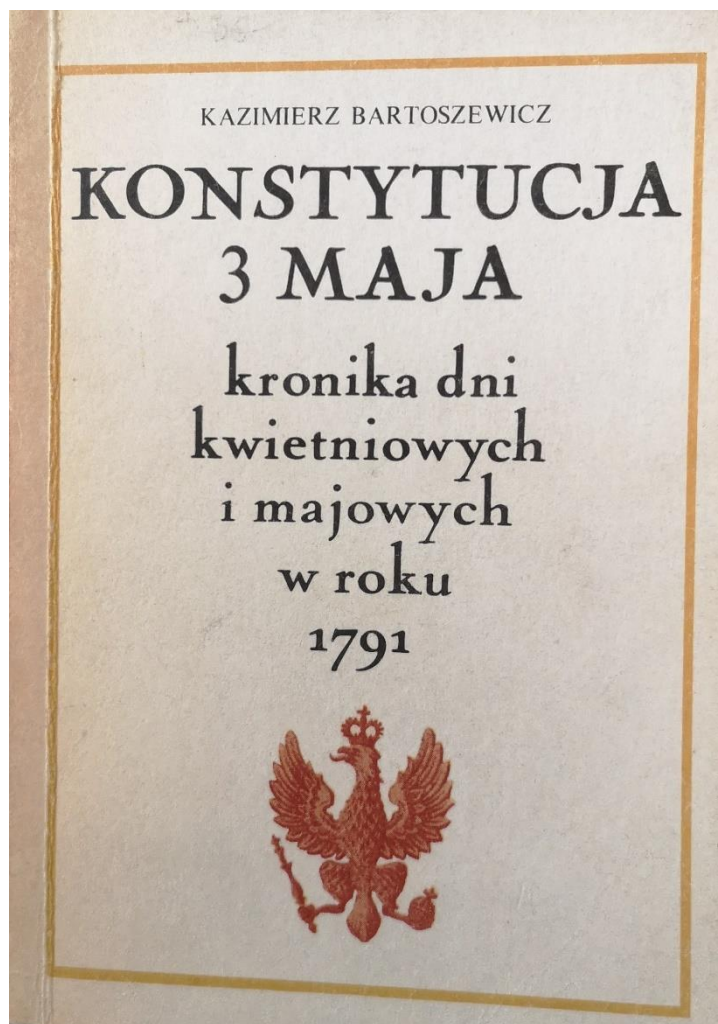 KAZIMIERZ BARTOSZEWICZ
KONSTYTUCJA
3 MAJA
kronika dni
kwietniowych
i majowych
w roku
1791